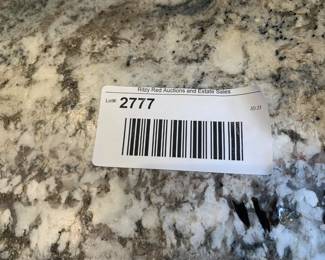 Ritzy Red Auctions and Estate Sales
Lot# 2777